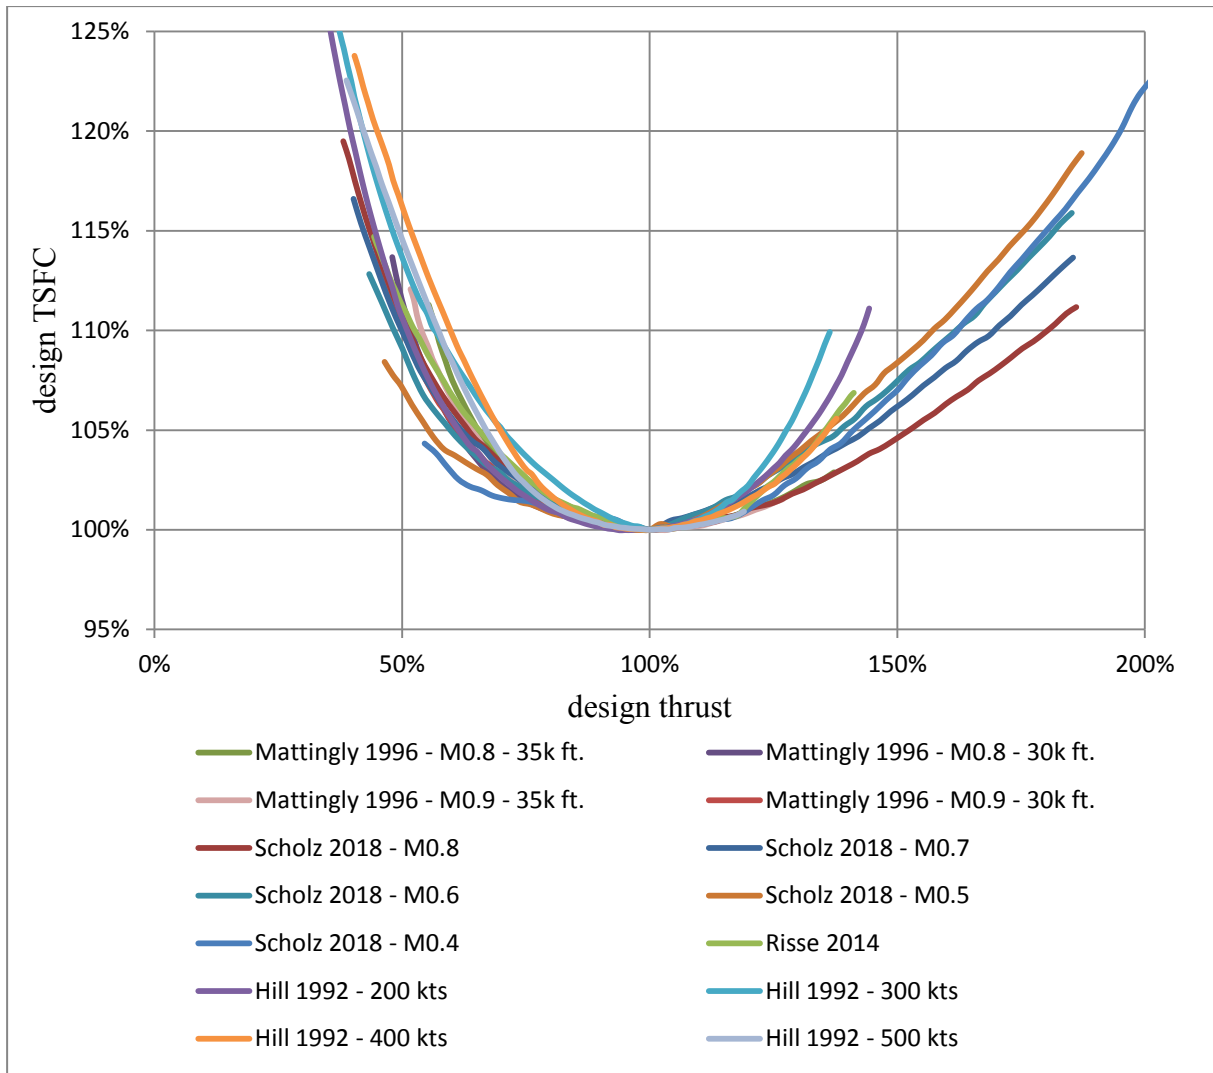 125%
120%
115%
110%
105%
100%
95%
design TSFC
0% 50% 100% 150% 200%
design thrust
Mattingly 1996 - M0.8 - 35k ft. Mattingly 1996 - M0.8 - 30k ft.
Mattingly 1996 - M0.9 - 35k ft. Mattingly 1996 - M0.9 - 30k ft.
Scholz 2018 - M0.8 Scholz 2018 - M0.7
Scholz 2018 - M0.6 Scholz 2018 - M0.5
Scholz 2018 - M0.4 Risse 2014
Hill 1992 - 200 kts Hill 1992 - 300 kts
Hill 1992 - 400 kts Hill 1992 - 500 kts